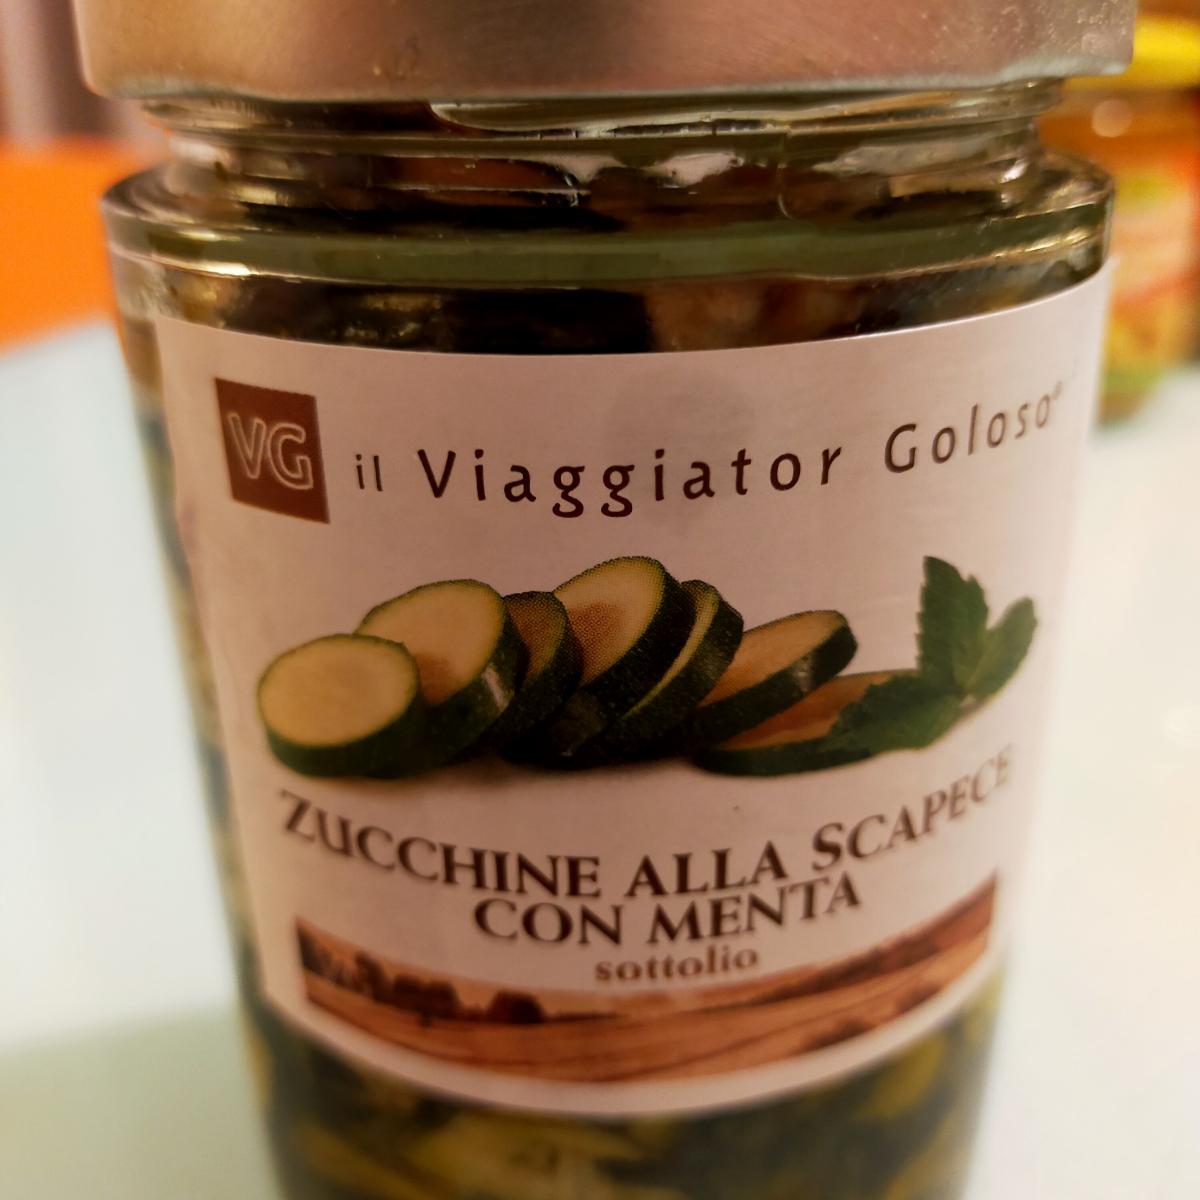 VG il Viaggiator Goloso®
ZUCCHINE ALLA SCAPECE
CON MENTA
sottolio